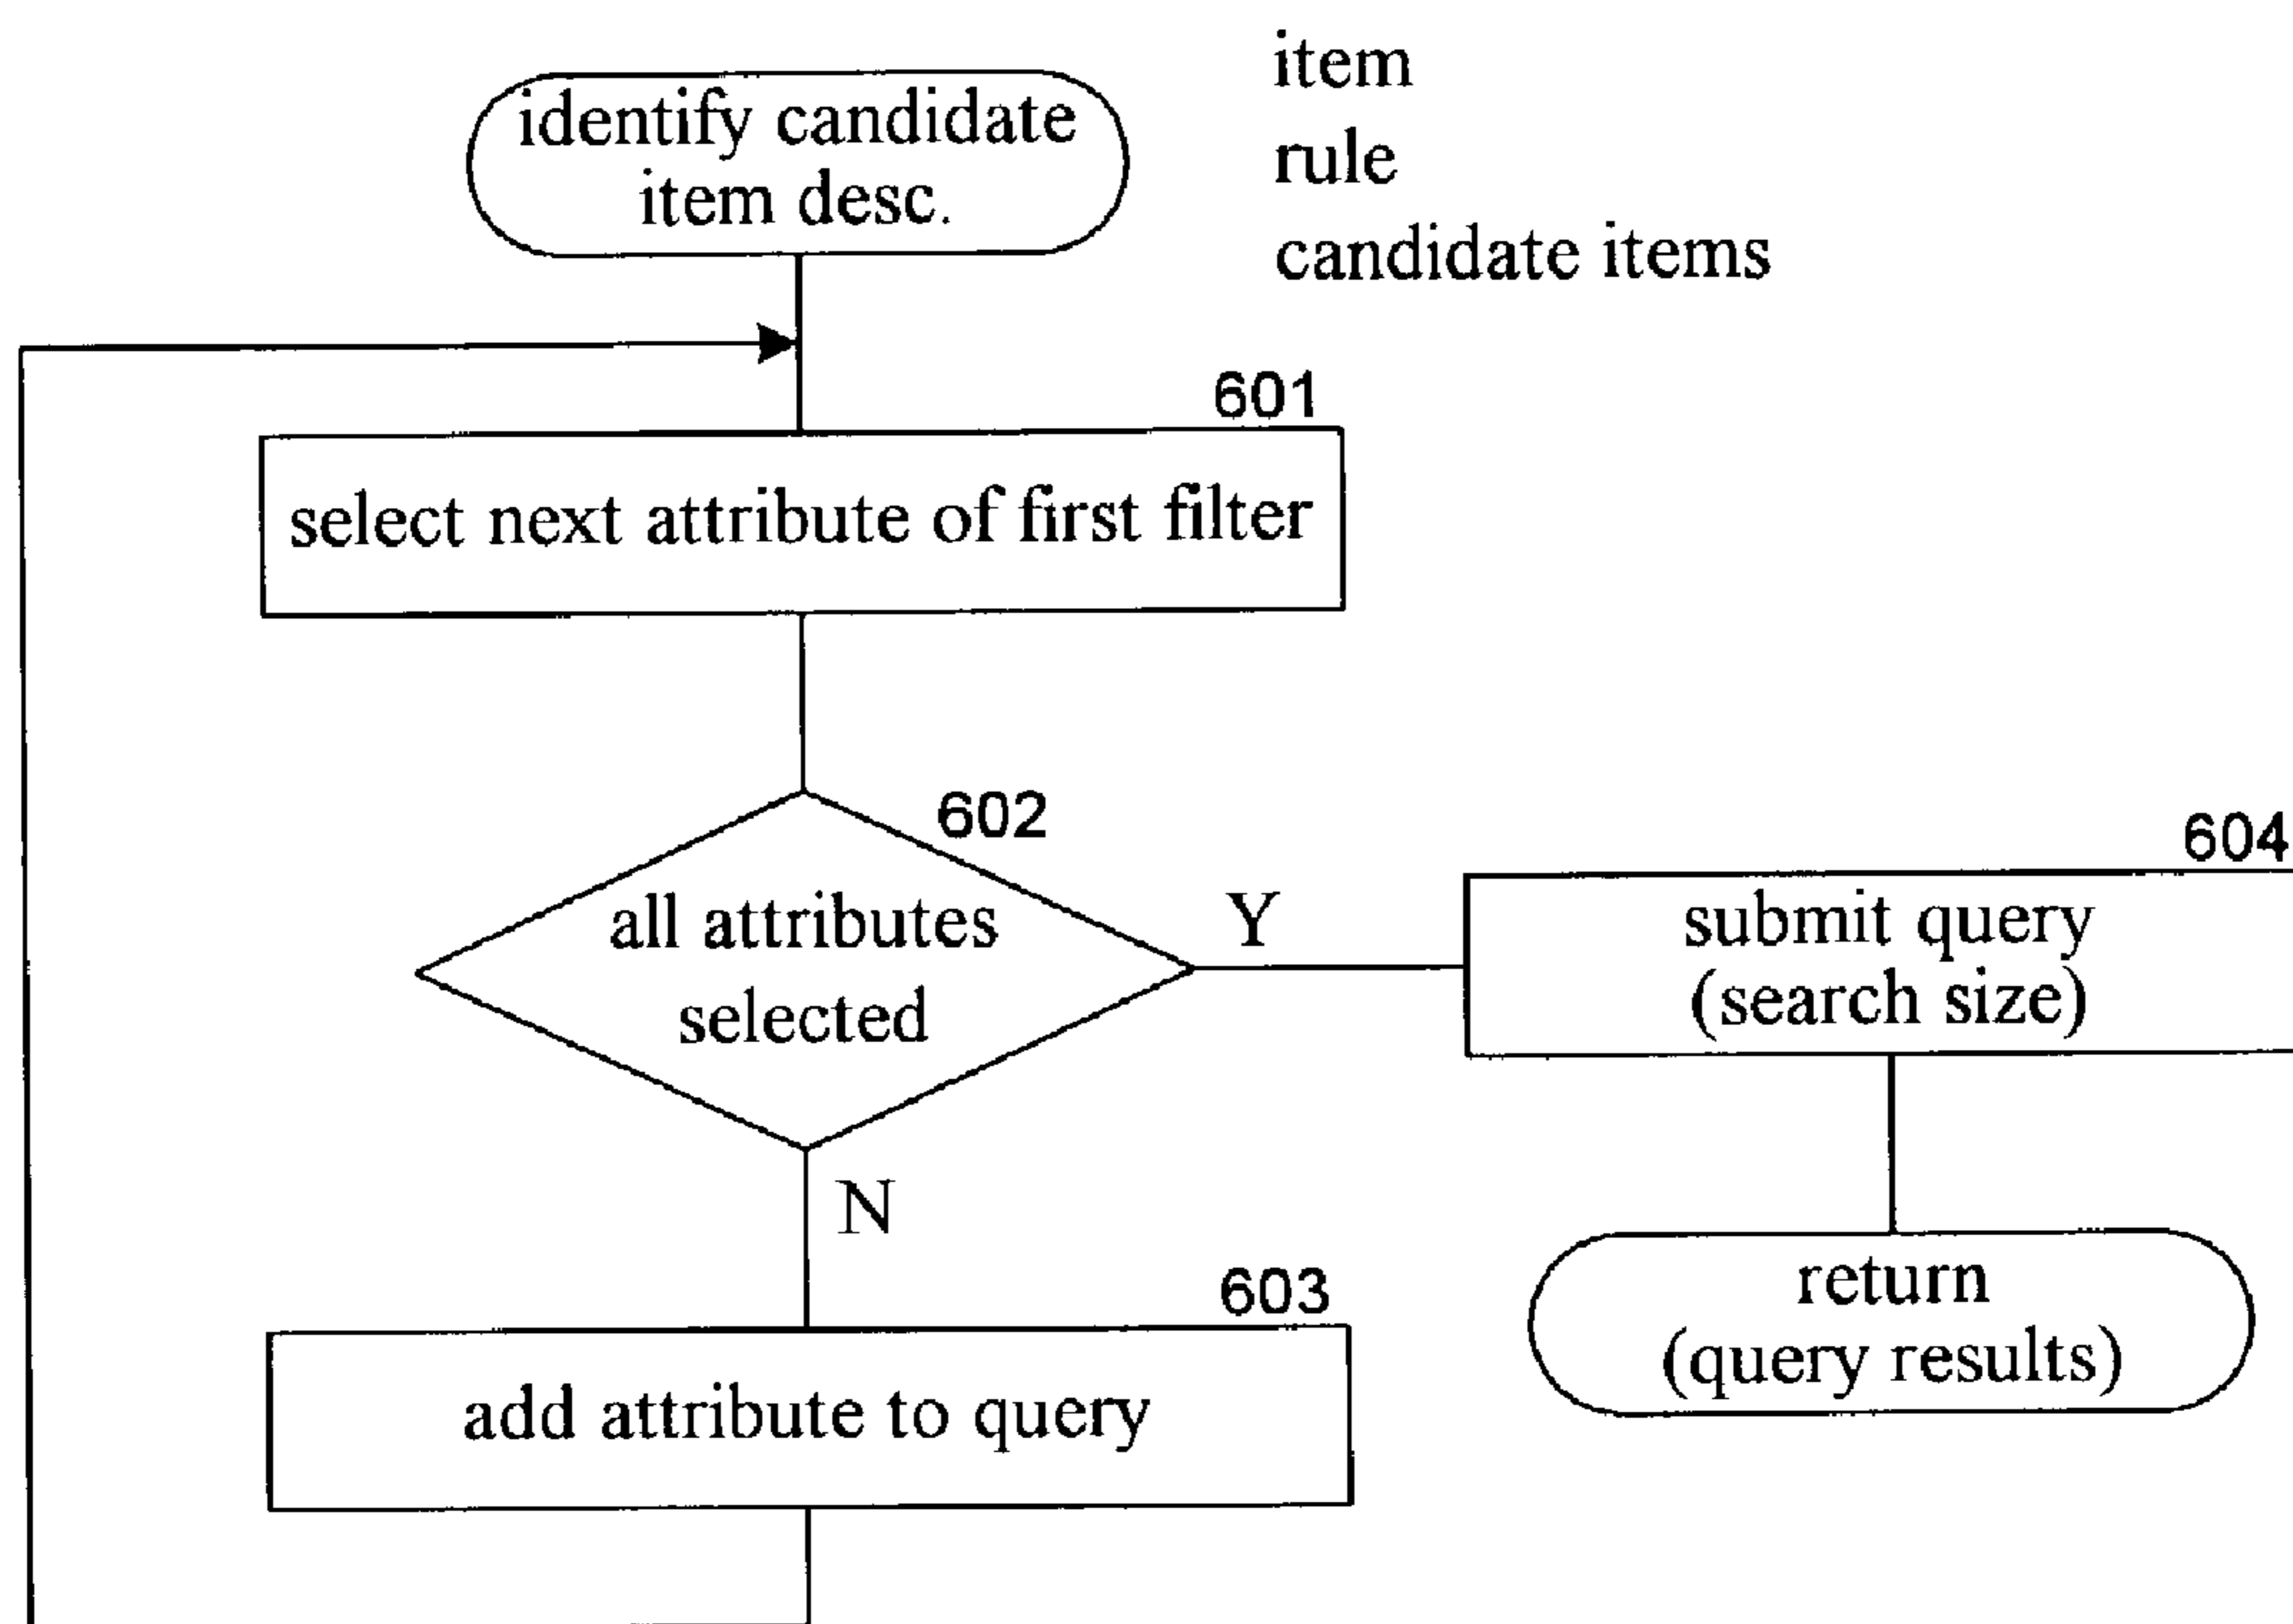 identify candidate
item desc.
item
rule
candidate items
601
select next attribute of first filter
602
all attributes
selected
Y
N
604
submit query
(search size)
603
add attribute to query
return
(query results)